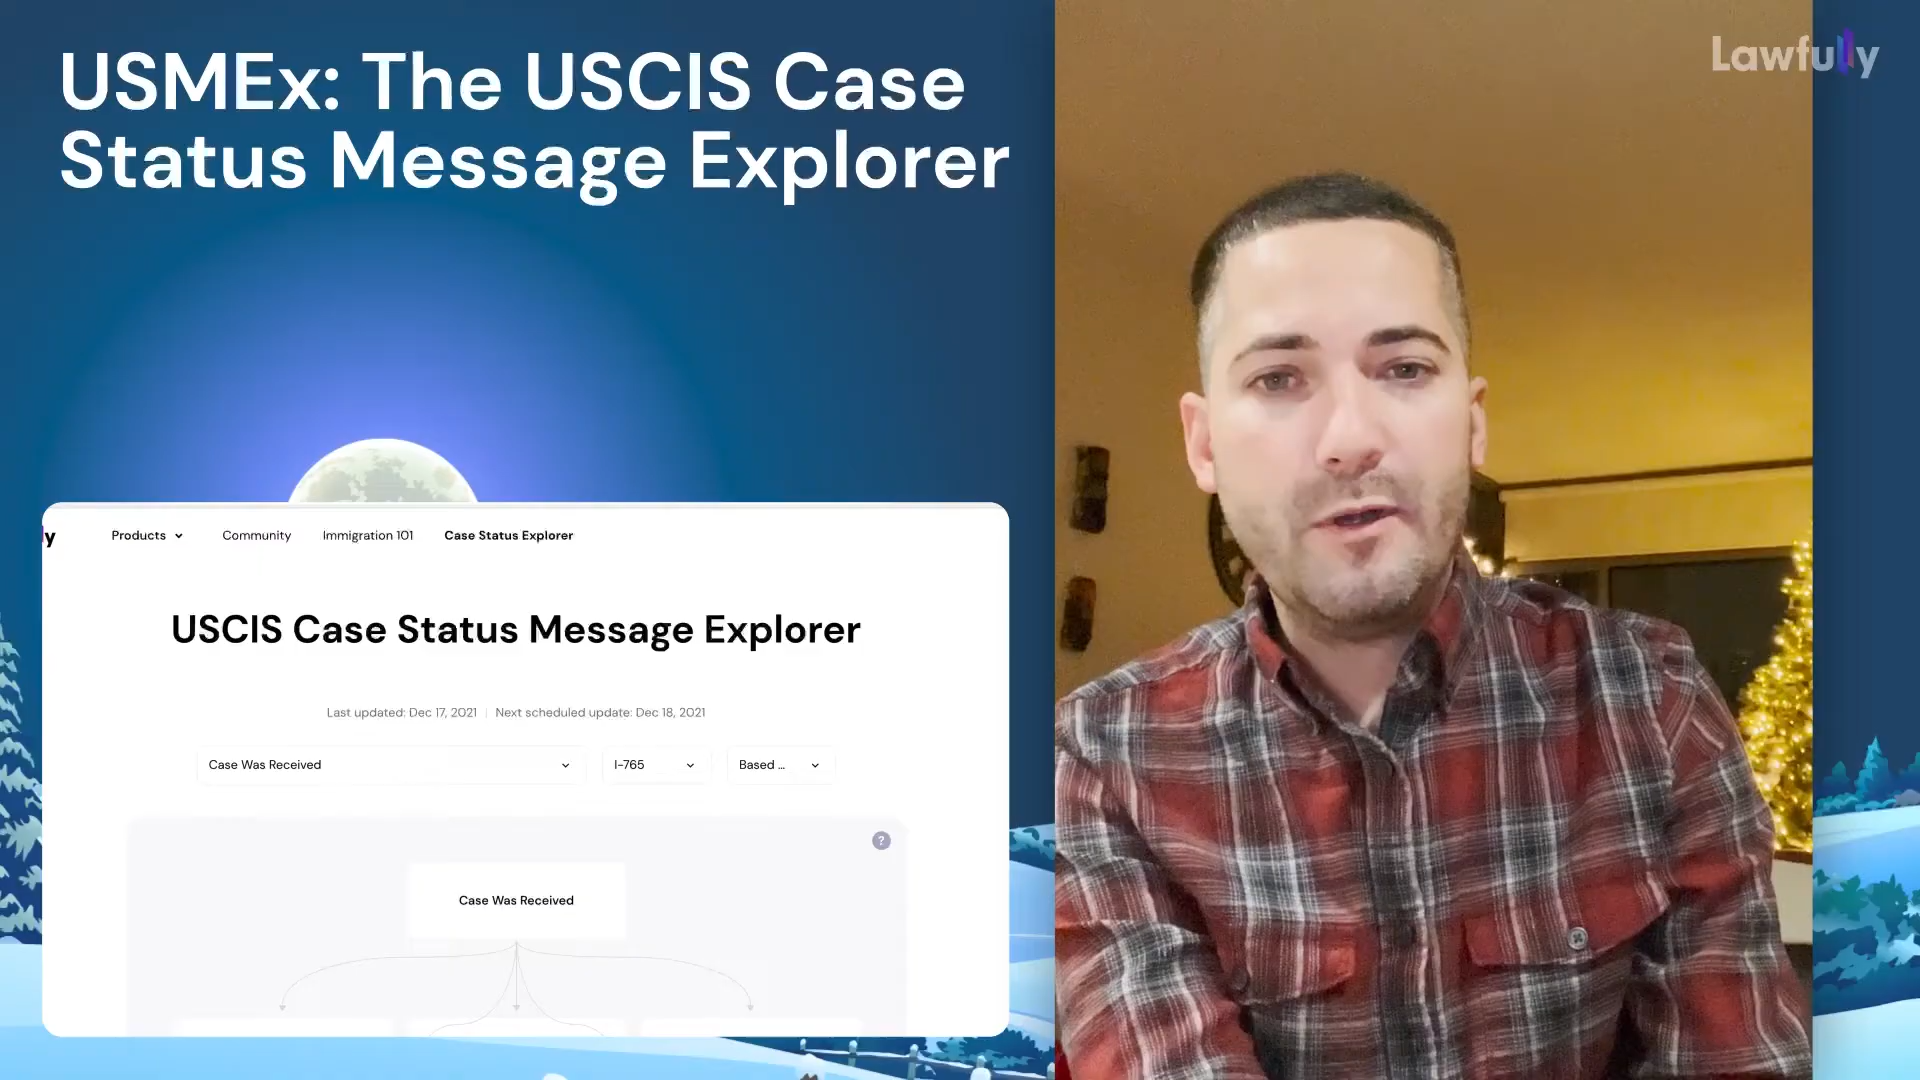 USMEx: The USCIS Case
Status Message Explorer
Lawfully
y
Products
Community
Immigration 101
Case Status Explorer
USCIS Case Status Message Explorer
Last updated: Dec 17, 2021 | Next scheduled update: Dec 18, 2021
Case Was Received
I-765
Based ...
?
Case Was Received